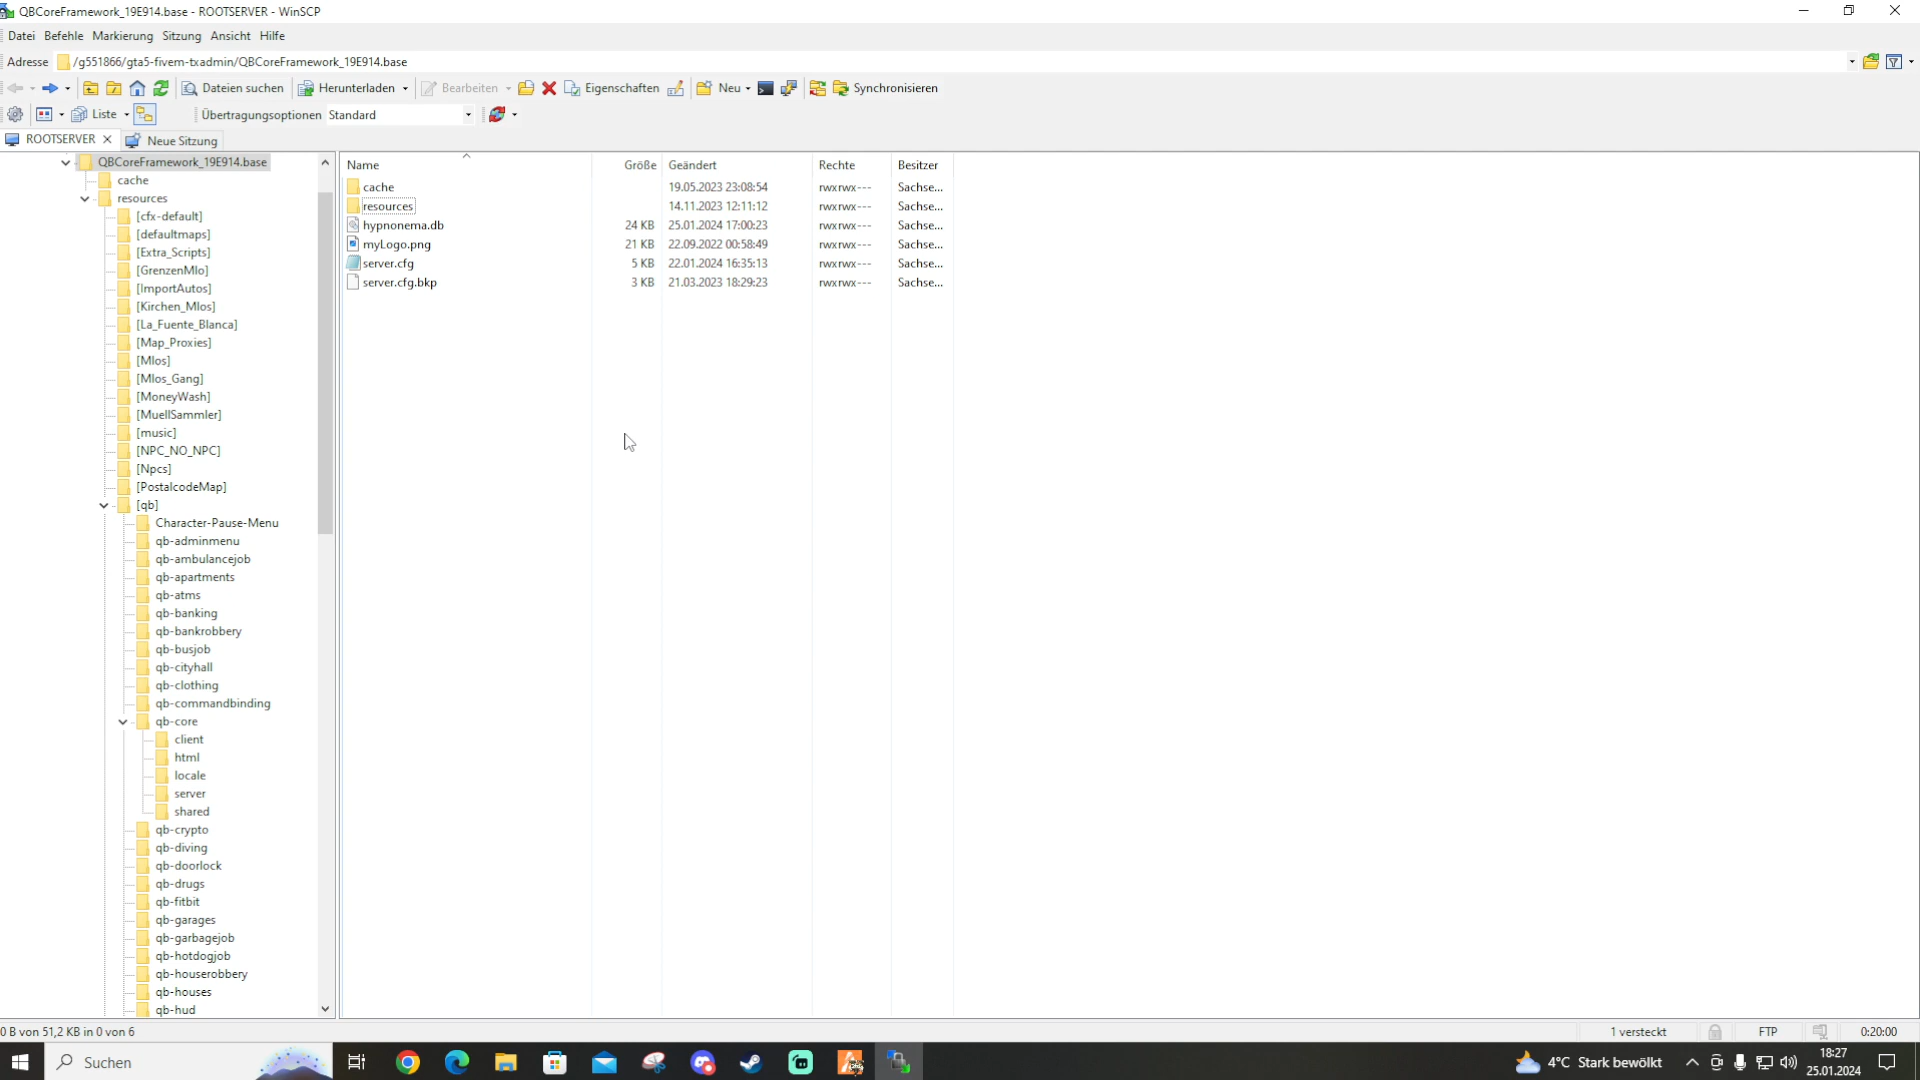 QBCoreFramework_19E914.base - ROOTSERVER - WinSCP
Datei Befehle Markierung Sitzung Ansicht Hilfe
Adresse /g551866/gta5-fivem-txadmin/QBCoreFramework_19E914.base
Dateien suchen Herunterladen Bearbeiten Eigenschaften Neu Synchronisieren
Liste Übertragungsoptionen Standard
ROOTSERVER Neue Sitzung
QBCoreFramework_19E914.base
cache
resources
[cfx-default]
[defaultmaps]
[Extra_Scripts]
[GrenzenMlo]
[ImportAutos]
[Kirchen_Mlos]
[La_Fuente_Blanca]
[Map_Proxies]
[Mlos]
[Mlos_Gang]
[MoneyWash]
[MuellSammler]
[music]
[NPC_NO_NPC]
[Npcs]
[PostalcodeMap]
[qb]
Character-Pause-Menu
qb-adminmenu
qb-ambulancejob
qb-apartments
qb-atms
qb-banking
qb-bankrobbery
qb-busjob
qb-cityhall
qb-clothing
qb-commandbinding
qb-core
client
html
locale
server
shared
qb-crypto
qb-diving
qb-doorlock
qb-drugs
qb-fitbit
qb-garages
qb-garbagejob
qb-hotdogjob
qb-houserobbery
qb-houses
qb-hud
Name Größe Geändert Rechte Besitzer
cache 19.05.2023 23:08:54 rwxrwx--- Sachse...
resources 14.11.2023 12:11:12 rwxrwx--- Sachse...
hypnonema.db 24 KB 25.01.2024 17:00:23 rwxrwx--- Sachse...
myLogo.png 21 KB 22.09.2022 00:58:49 rwxrwx--- Sachse...
server.cfg 5 KB 22.01.2024 16:35:13 rwxrwx--- Sachse...
server.cfg.bkp 3 KB 21.03.2023 18:29:23 rwxrwx--- Sachse...
0 B von 51,2 KB in 0 von 6 1 versteckt FTP 0:20:00
Suchen 4°C Stark bewölkt 18:27
25.01.2024